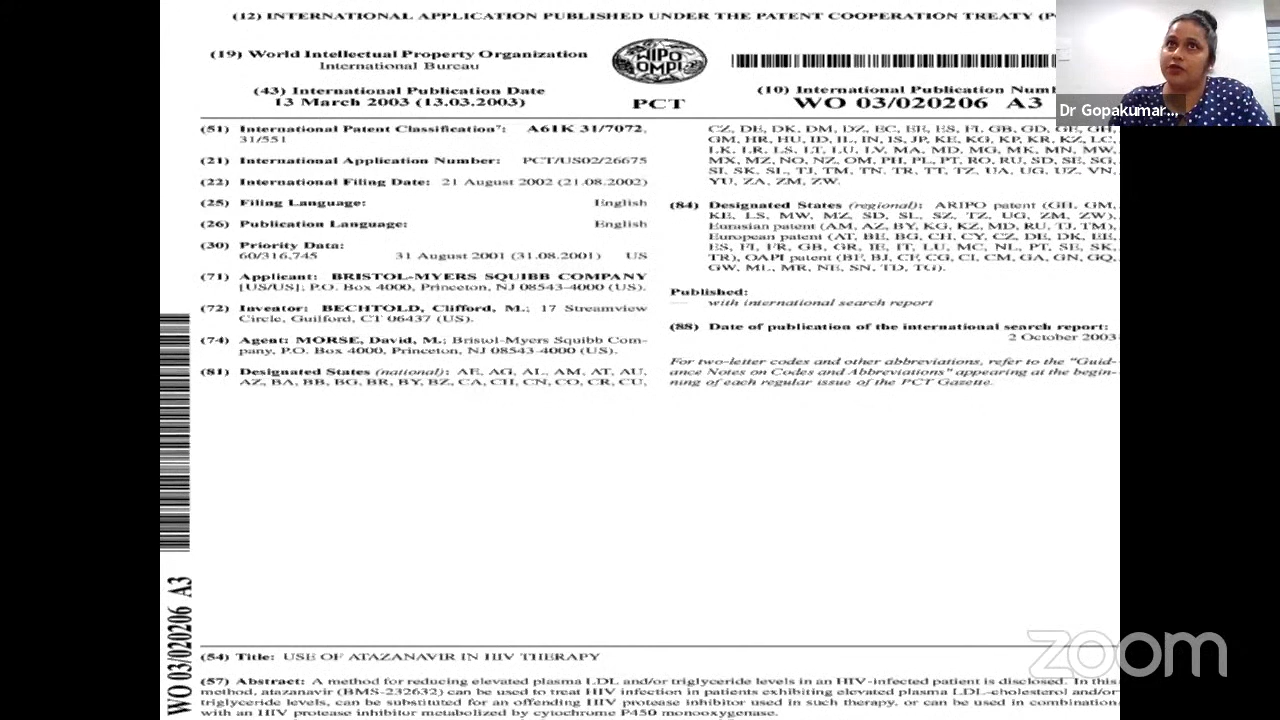 (12) INTERNATIONAL APPLICATION PUBLISHED UNDER THE PATENT COOPERATION TREATY
(19) World Intellectual Property Organization
International Bureau
WIPO
OMPI
(43) International Publication Date
13 March 2003 (13.03.2003)
PCT
(10) International Publication
WO 03/020206 A3
Dr Gopakumar...
(51) International Patent Classification7: A61K 31/7072,
31/551
(21) International Application Number: PCT/US02/26675
(22) International Filing Date: 21 August 2002 (21.08.2002)
(25) Filing Language: English
(26) Publication Language: English
(30) Priority Data:
60/316,745 31 August 2001 (31.08.2001) US
(71) Applicant: BRISTOL-MYERS SQUIBB COMPANY
[US/US]; P.O. Box 4000, Princeton, NJ 08543-4000 (US).
(72) Inventor: BECHTOLD, Clifford, M.; 17 Streamview
Circle, Guilford, CT 06437 (US).
(74) Agent: MORSE, David, M.; Bristol-Myers Squibb Com-
pany, P.O. Box 4000, Princeton, NJ 08543-4000 (US).
(81) Designated States (national): AE, AG, AL, AM, AT, AU,
AZ, BA, BB, BG, BR, BY, BZ, CA, CH, CN, CO, CR, CU,
CZ, DE, DK, DM, DZ, EC, EE, ES, FI, GB, GD, GE, GH,
GM, HR, HU, ID, IL, IN, IS, JP, KE, KG, KP, KR, KZ, LC,
LK, LR, LS, LT, LU, LV, MA, MD, MG, MK, MN, MW,
MX, MZ, NO, NZ, OM, PH, PL, PT, RO, RU, SD, SE, SG,
SI, SK, SL, TJ, TM, TN, TR, TT, TZ, UA, UG, UZ, VN,
YU, ZA, ZM, ZW.
(84) Designated States (regional): ARIPO patent (GH, GM,
KE, LS, MW, MZ, SD, SL, SZ, TZ, UG, ZM, ZW),
Eurasian patent (AM, AZ, BY, KG, KZ, MD, RU, TJ, TM),
European patent (AT, BE, BG, CH, CY, CZ, DE, DK, EE,
ES, FI, FR, GB, GR, IE, IT, LU, MC, NL, PT, SE, SK,
TR), OAPI patent (BF, BJ, CF, CG, CI, CM, GA, GN, GQ,
GW, ML, MR, NE, SN, TD, TG).
Published:
— with international search report
(88) Date of publication of the international search report:
2 October 2003
For two-letter codes and other abbreviations, refer to the "Guid-
ance Notes on Codes and Abbreviations" appearing at the begin-
ning of each regular issue of the PCT Gazette.
WO 03/020206 A3
(54) Title: USE OF ATAZANAVIR IN HIV THERAPY
(57) Abstract: A method for reducing elevated plasma LDL and/or triglyceride levels in an HIV-infected patient is disclosed. In this
method, atazanavir (BMS-232632) can be used to treat HIV infection in patients exhibiting elevated plasma LDL-cholesterol and/or
triglyceride levels, can be substituted for an offending HIV protease inhibitor used in such therapy, or can be used in combination
with an HIV protease inhibitor metabolized by cytochrome P450 monooxygenase.
zoom